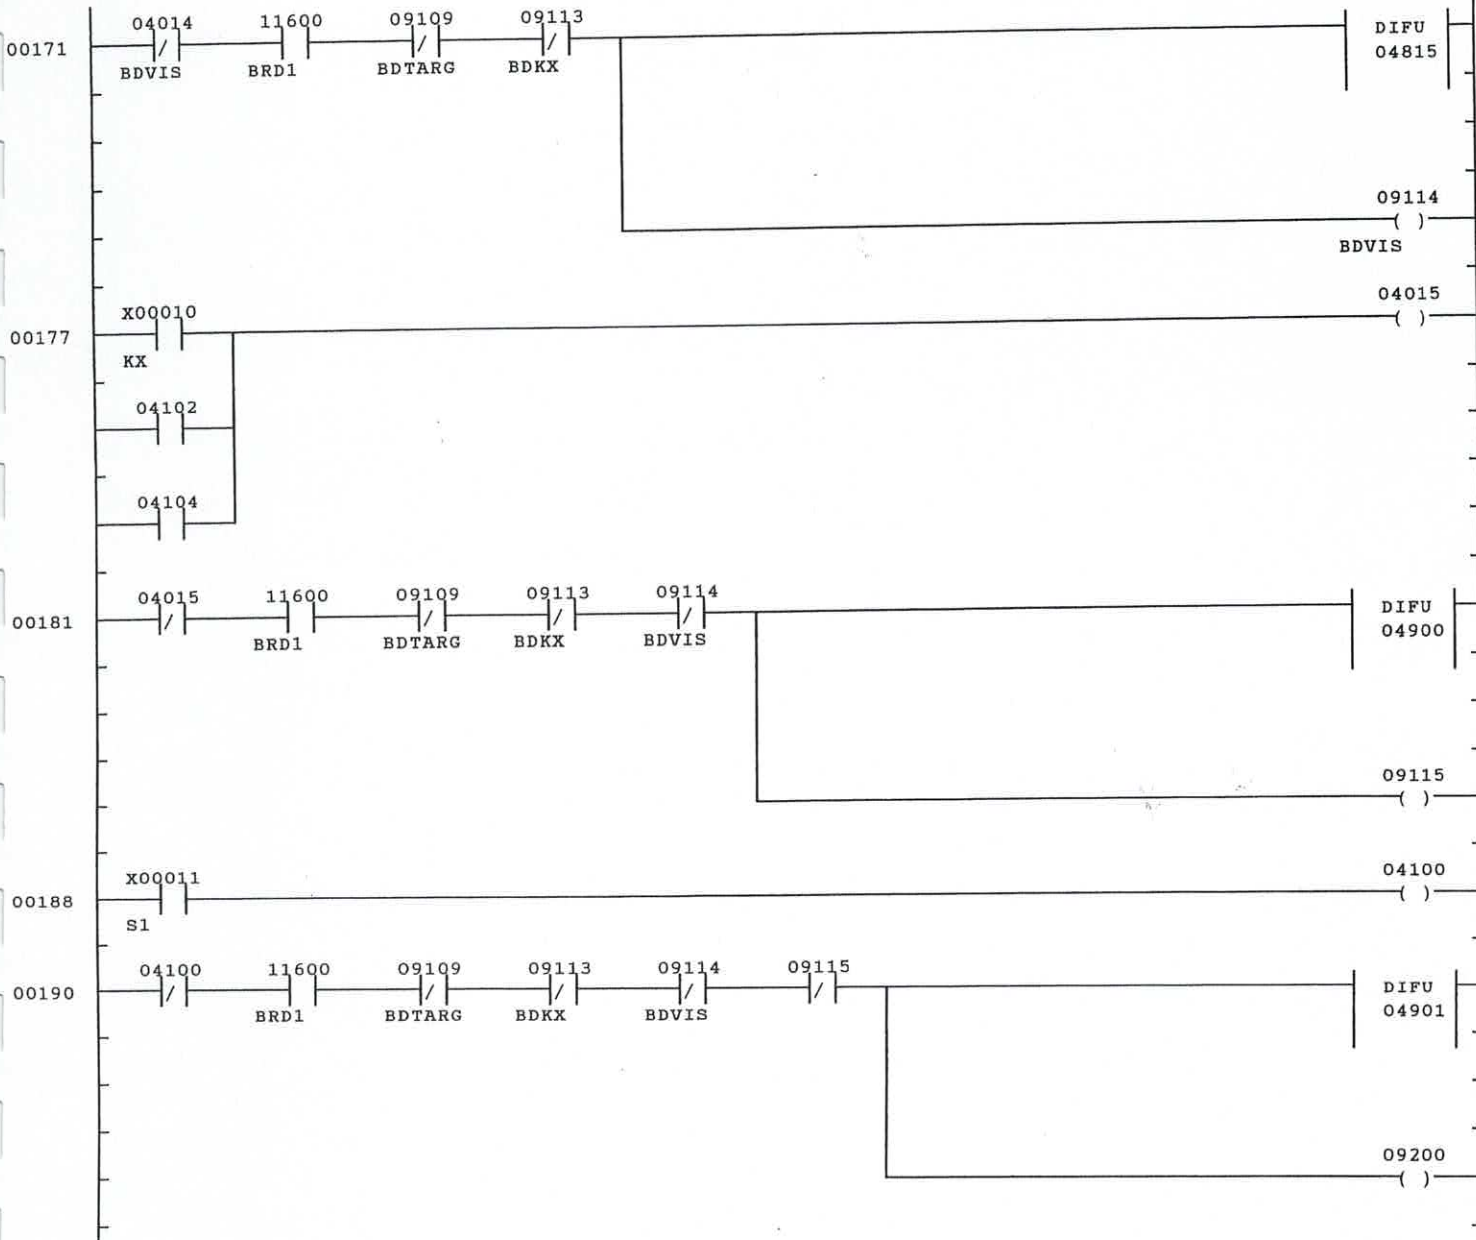 04014 11600 09109 09113
DIFU
00171 04815
BDVIS BRD1 BDTARG BDKX
09114
BDVIS
X00010 04015
00177
KX
04102
04104
04015 11600 09109 09113 09114
DIFU
00181 04900
BRD1 BDTARG BDKX BDVIS
09115
X00011 04100
00188
S1
04100 11600 09109 09113 09114 09115
DIFU
00190
04901
BRD1 BDTARG BDKX BDVIS
09200